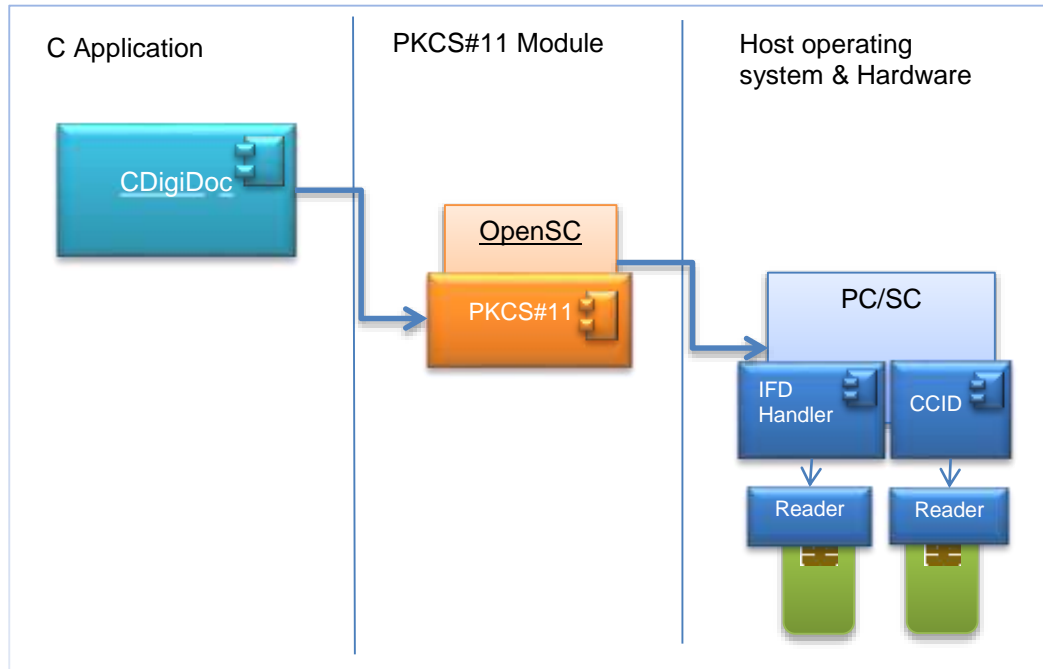 C Application
PKCS#11 Module
Host operating
system & Hardware
CDigiDoc
OpenSC
PKCS#11
PC/SC
IFD
Handler
CCID
Reader
Reader